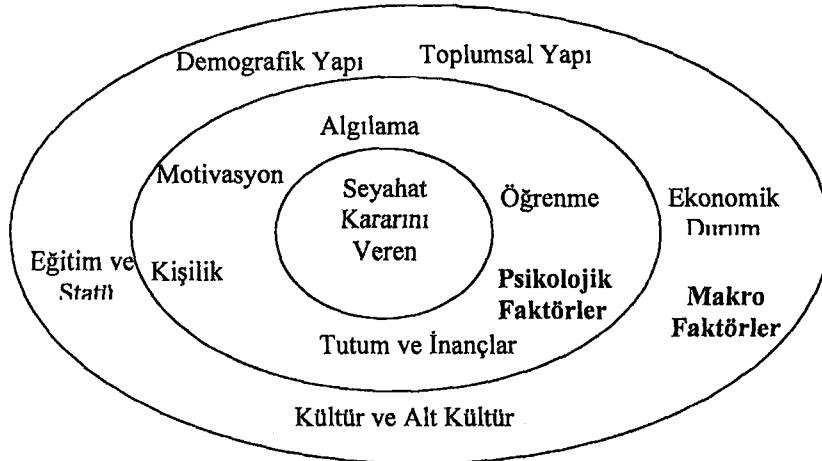 Demografik Yapı
Toplumsal Yapı
Algılama
Motivasyon
Seyahat
Kararını
Veren
Öğrenme
Ekonomik
Durum
Eğitim ve
Statü
Kişilik
Psikolojik
Faktörler
Makro
Faktörler
Tutum ve İnançlar
Kültür ve Alt Kültür